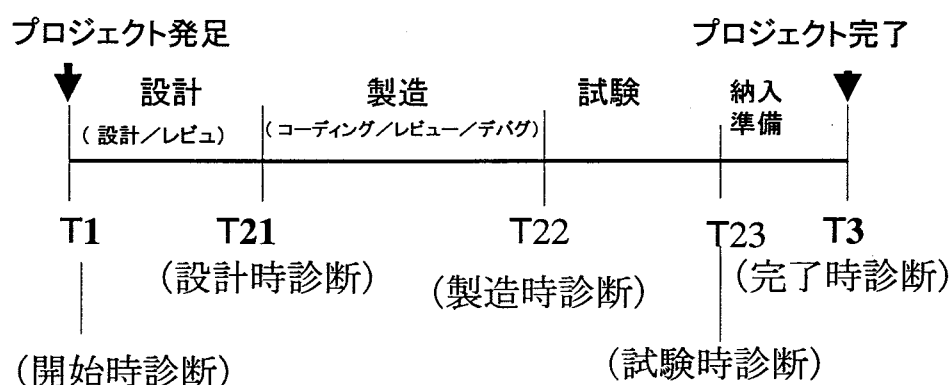 プロジェクト発足
プロジェクト完了
設計
製造
試験
納入
準備
(設計/レビュ)
(コーディング/レビュー/デバグ)
T1
T21
T22
T23
T3
(設計時診断)
(製造時診断)
(完了時診断)
(開始時診断)
(試験時診断)